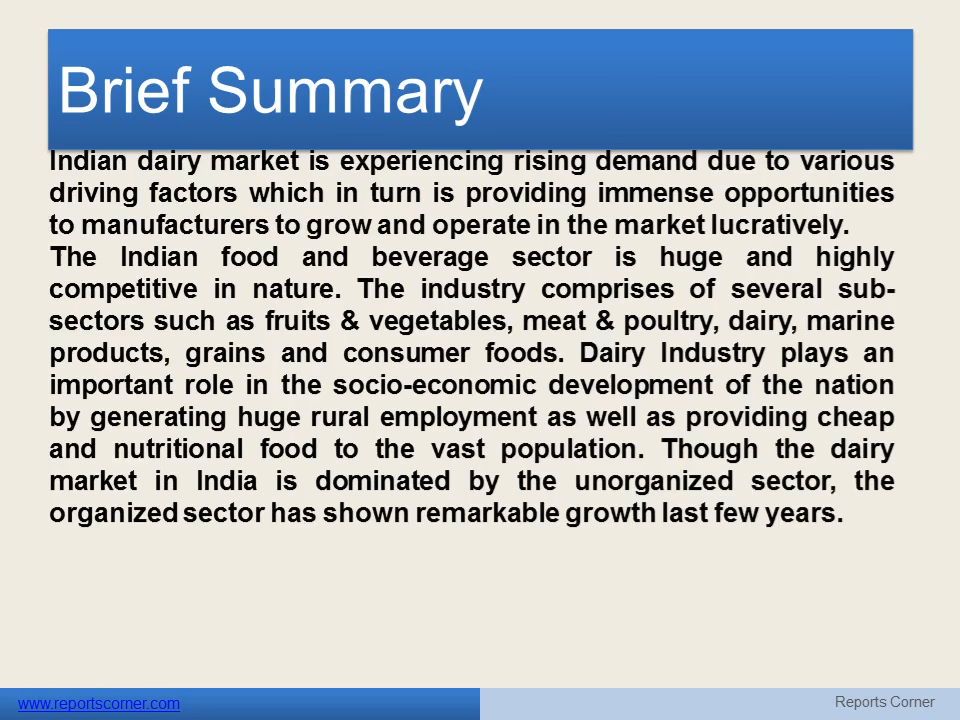 Brief Summary
Indian dairy market is experiencing rising demand due to various
driving factors which in turn is providing immense opportunities
to manufacturers to grow and operate in the market lucratively.
The Indian food and beverage sector is huge and highly
competitive in nature. The industry comprises of several sub-
sectors such as fruits & vegetables, meat & poultry, dairy, marine
products, grains and consumer foods. Dairy Industry plays an
important role in the socio-economic development of the nation
by generating huge rural employment as well as providing cheap
and nutritional food to the vast population. Though the dairy
market in India is dominated by the unorganized sector, the
organized sector has shown remarkable growth last few years.
www.reportscorner.com
Reports Corner